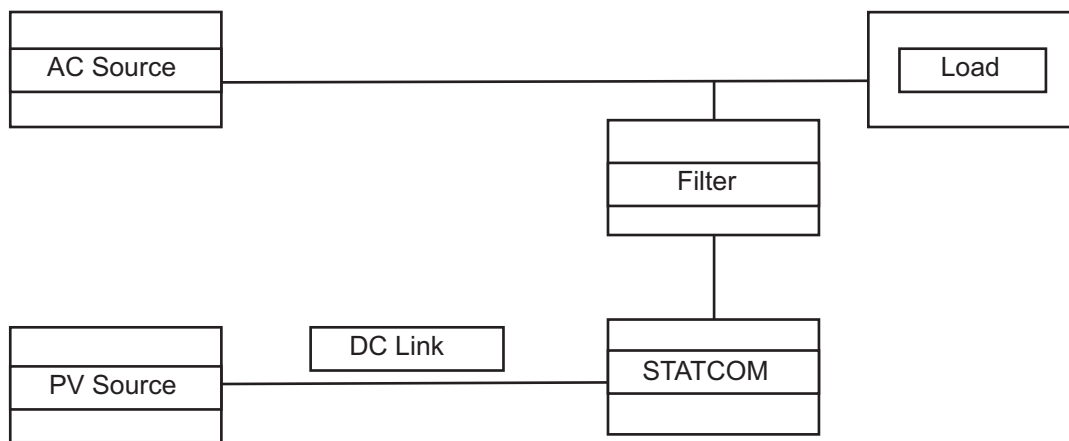 AC Source
Load
Filter
DC Link
PV Source
STATCOM